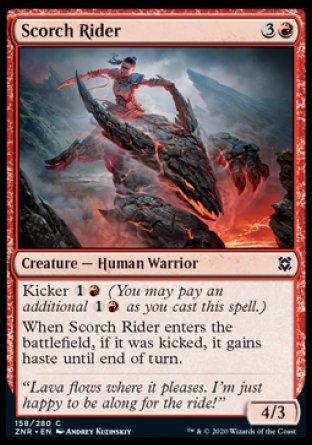 Scorch Rider 3
Creature — Human Warrior
Kicker 1 (You may pay an
additional 1 as you cast this spell.)
When Scorch Rider enters the
battlefield, if it was kicked, it gains
haste until end of turn.
"Lava flows where it pleases. I'm just
happy to be along for the ride!"
4/3
158/280 C
ZNR • EN Andrey Kuzinskiy
™ & © 2020 Wizards of the Coast